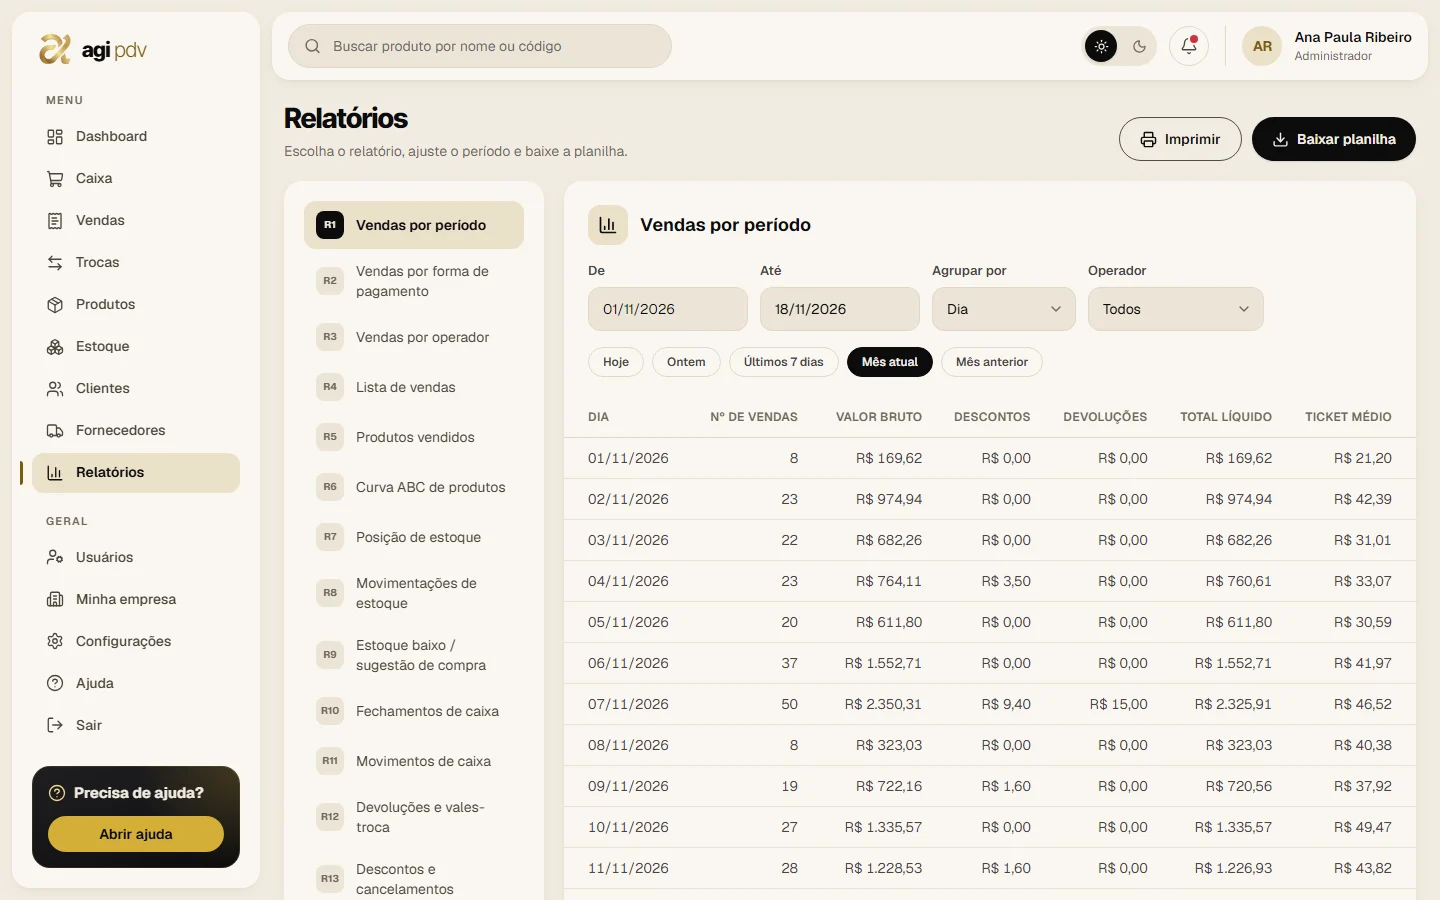 agi pdv
MENU
Dashboard
Caixa
Vendas
Trocas
Produtos
Estoque
Clientes
Fornecedores
Relatórios
GERAL
Usuários
Minha empresa
Configurações
Ajuda
Sair
Precisa de ajuda?
Abrir ajuda
Buscar produto por nome ou código
AR
Ana Paula Ribeiro
Administrador
Relatórios
Escolha o relatório, ajuste o período e baixe a planilha.
Imprimir
Baixar planilha
R1 Vendas por período
R2 Vendas por forma de
pagamento
R3 Vendas por operador
R4 Lista de vendas
R5 Produtos vendidos
R6 Curva ABC de produtos
R7 Posição de estoque
R8 Movimentações de
estoque
R9 Estoque baixo /
sugestão de compra
R10 Fechamentos de caixa
R11 Movimentos de caixa
R12 Devoluções e vales-
troca
R13 Descontos e
cancelamentos
Vendas por período
De Até Agrupar por Operador
01/11/2026 18/11/2026 Dia Todos
Hoje Ontem Últimos 7 dias Mês atual Mês anterior
DIA Nº DE VENDAS VALOR BRUTO DESCONTOS DEVOLUÇÕES TOTAL LÍQUIDO TICKET MÉDIO
01/11/2026 8 R$ 169,62 R$ 0,00 R$ 0,00 R$ 169,62 R$ 21,20
02/11/2026 23 R$ 974,94 R$ 0,00 R$ 0,00 R$ 974,94 R$ 42,39
03/11/2026 22 R$ 682,26 R$ 0,00 R$ 0,00 R$ 682,26 R$ 31,01
04/11/2026 23 R$ 764,11 R$ 3,50 R$ 0,00 R$ 760,61 R$ 33,07
05/11/2026 20 R$ 611,80 R$ 0,00 R$ 0,00 R$ 611,80 R$ 30,59
06/11/2026 37 R$ 1.552,71 R$ 0,00 R$ 0,00 R$ 1.552,71 R$ 41,97
07/11/2026 50 R$ 2.350,31 R$ 9,40 R$ 15,00 R$ 2.325,91 R$ 46,52
08/11/2026 8 R$ 323,03 R$ 0,00 R$ 0,00 R$ 323,03 R$ 40,38
09/11/2026 19 R$ 722,16 R$ 1,60 R$ 0,00 R$ 720,56 R$ 37,92
10/11/2026 27 R$ 1.335,57 R$ 0,00 R$ 0,00 R$ 1.335,57 R$ 49,47
11/11/2026 28 R$ 1.228,53 R$ 1,60 R$ 0,00 R$ 1.226,93 R$ 43,82